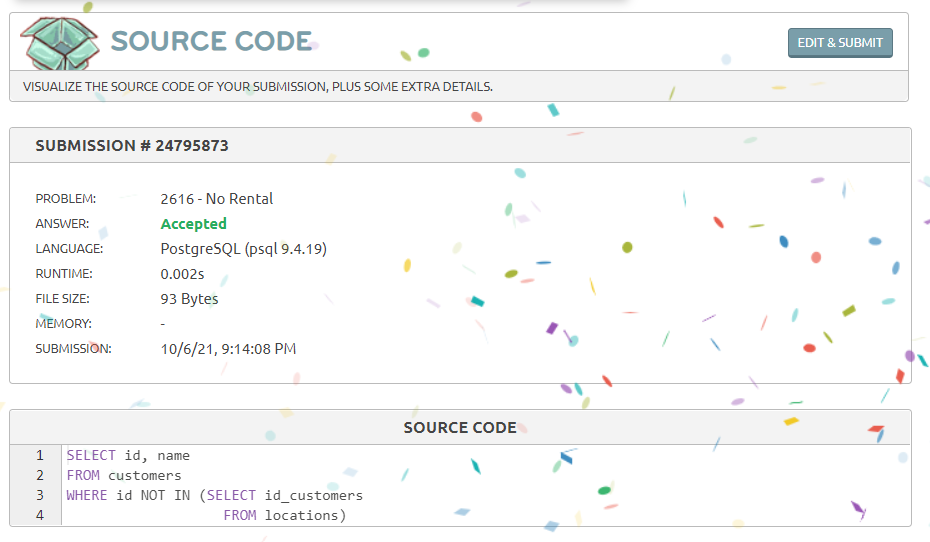 SOURCE CODE
EDIT & SUBMIT
VISUALIZE THE SOURCE CODE OF YOUR SUBMISSION, PLUS SOME EXTRA DETAILS.
SUBMISSION # 24795873
PROBLEM: 2616 - No Rental
ANSWER: Accepted
LANGUAGE: PostgreSQL (psql 9.4.19)
RUNTIME: 0.002s
FILE SIZE: 93 Bytes
MEMORY: -
SUBMISSION: 10/6/21, 9:14:08 PM
SOURCE CODE
1 SELECT id, name
2 FROM customers
3 WHERE id NOT IN (SELECT id_customers
4 FROM locations)